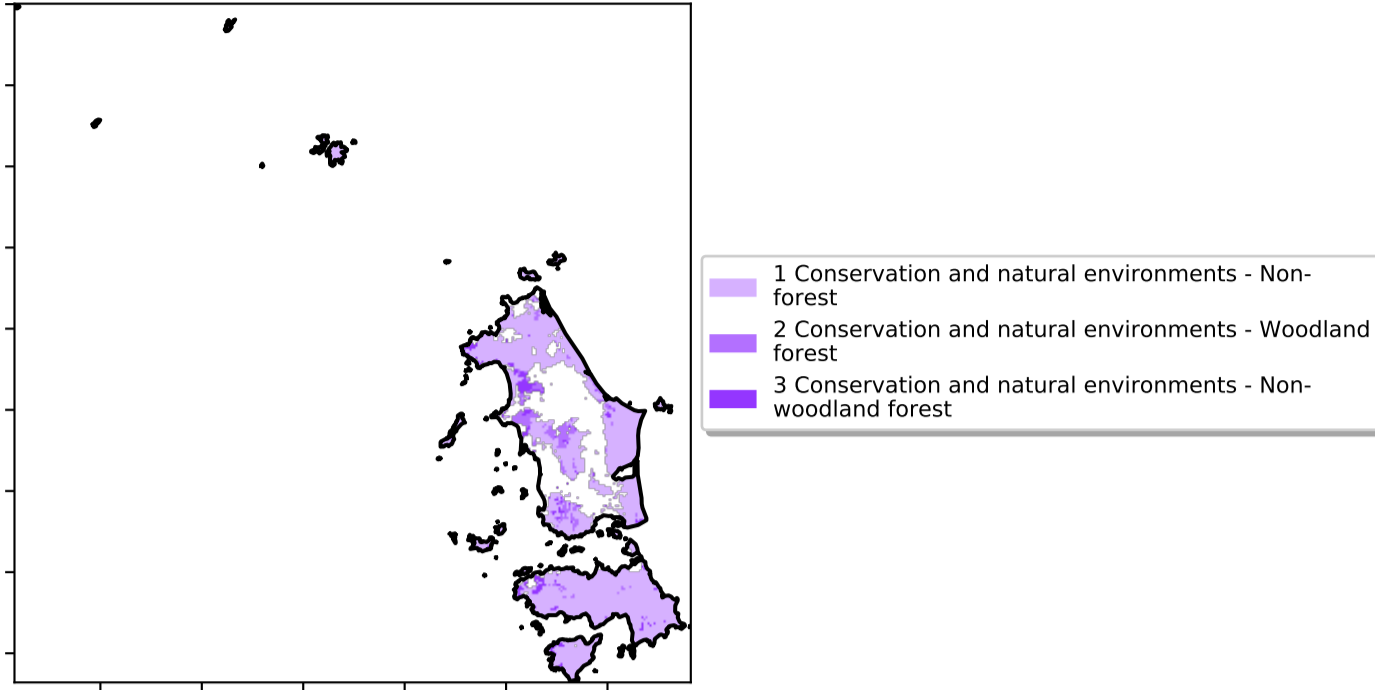 1 Conservation and natural environments - Non-
forest
2 Conservation and natural environments - Woodland
forest
3 Conservation and natural environments - Non-
woodland forest